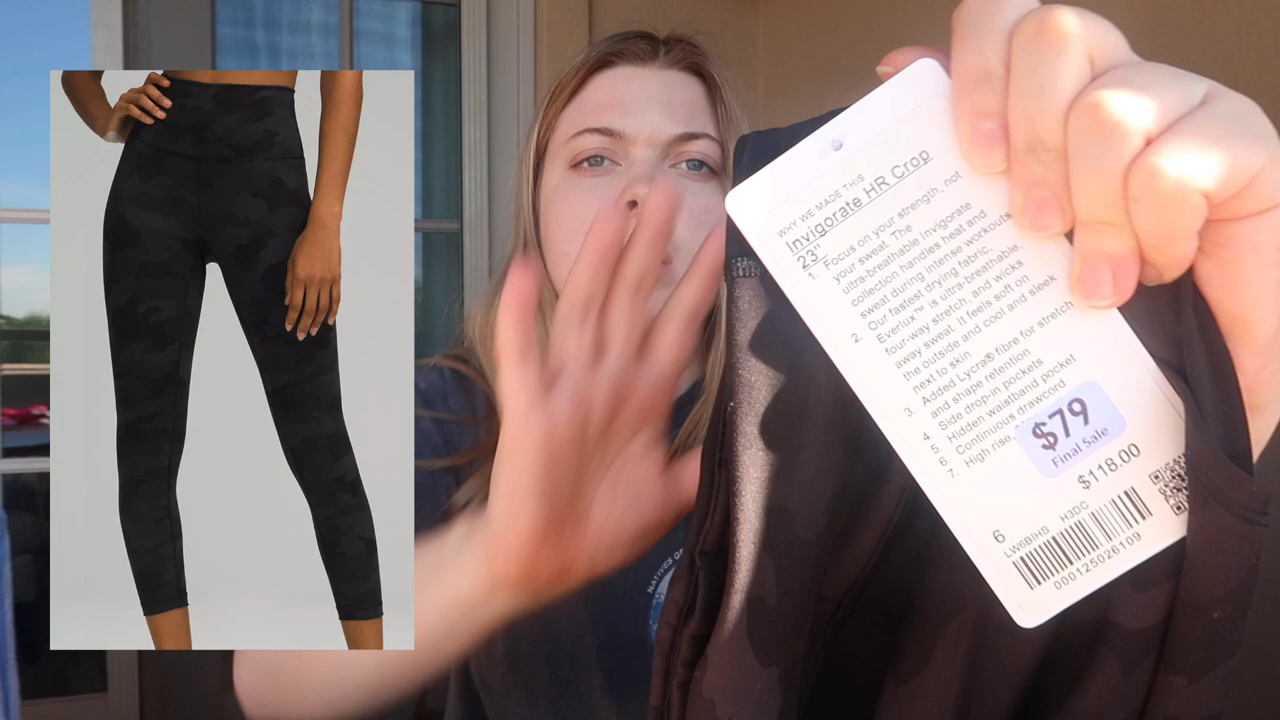 WHY WE MADE THIS
Invigorate HR Crop
23"
1. Focus on your strength, not
your sweat. The
ultra-breathable Invigorate
collection handles heat and
sweat during intense workouts
2. Our fastest drying fabric,
Everlux™ is ultra-breathable,
four-way stretch, and wicks
away sweat. It feels soft on
the outside and cool and sleek
next to skin
3. Added Lycra® fibre for stretch
and shape retention
4. Side drop-in pockets
5. Hidden waistband pocket
6. Continuous drawcord
7. High rise,
$79
Final Sale
$118.00
6
LW6BIHS H3DC
000125026109
NATIVES OF